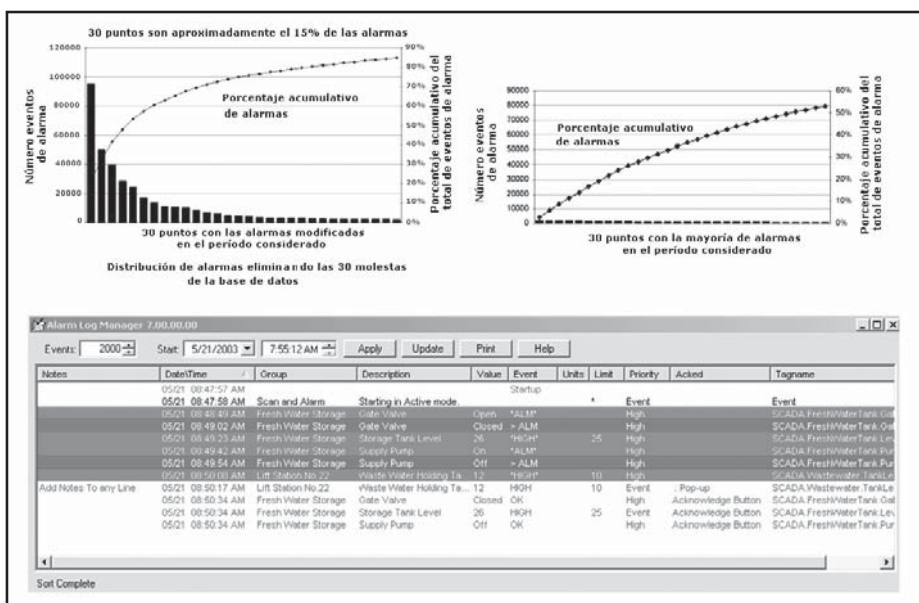 30 puntos son aproximadamente el 15% de las alarmas
120000
100000
80000
60000
40000
20000
0
Número eventos
de alarma
Porcentaje acumulativo
de alarmas
90%
80%
70%
60%
50%
40%
30%
20%
10%
0%
Porcentaje acumulativo del
total de eventos de alarma
30 puntos con las alarmas modificadas
en el período considerado
Distribución de alarmas eliminando las 30 molestas
de la base de datos
90000
80000
70000
60000
50000
40000
30000
20000
10000
0
Número eventos
de alarma
Porcentaje acumulativo
de alarmas
60%
50%
40%
30%
20%
10%
0%
Porcentaje acumulativo del
total de eventos de alarma
30 puntos con la mayoría de alarmas
en el período considerado
Alarm Log Manager 7.00.00.00
Events: 2000 Start: 5/21/2003 7:55:12 AM Apply Update Print Help
Notes Date\Time Group Description Value Event Units Limit Priority Acked Tagname
05/21 08:47:57 AM Startup
05/21 08:47:58 AM Scan and Alarm Starting in Active mode. * Event Event
05/21 08:48:49 AM Fresh Water Storage Gate Valve Open *ALM* High SCADA.FreshWaterTank.Gat
05/21 08:49:02 AM Fresh Water Storage Gate Valve Closed > ALM High SCADA.FreshWaterTank.Gat
05/21 08:49:23 AM Fresh Water Storage Storage Tank Level 26 *HIGH* 25 High SCADA.FreshWaterTank.Lev
05/21 08:49:42 AM Fresh Water Storage Supply Pump On *ALM* High SCADA.FreshWaterTank.Pur
05/21 08:49:54 AM Fresh Water Storage Supply Pump Off > ALM High SCADA.FreshWaterTank.Pur
05/21 08:50:08 AM Lift Station No.22 Waste Water Holding Ta... 12 *HIGH* 10 High SCADA.Wastewater.TankLe
Add Notes To any Line 05/21 08:50:17 AM Lift Station No.22 Waste Water Holding Ta... 12 HIGH 10 Event : Pop-up SCADA.Wastewater.TankLe
05/21 08:50:34 AM Fresh Water Storage Gate Valve Closed OK High Acknowledge Button SCADA.FreshWaterTank.Gat
05/21 08:50:34 AM Fresh Water Storage Storage Tank Level 26 HIGH 25 Event Acknowledge Button SCADA.FreshWaterTank.Lev
05/21 08:50:34 AM Fresh Water Storage Supply Pump Off OK High Acknowledge Button SCADA.FreshWaterTank.Pur
Sort Complete